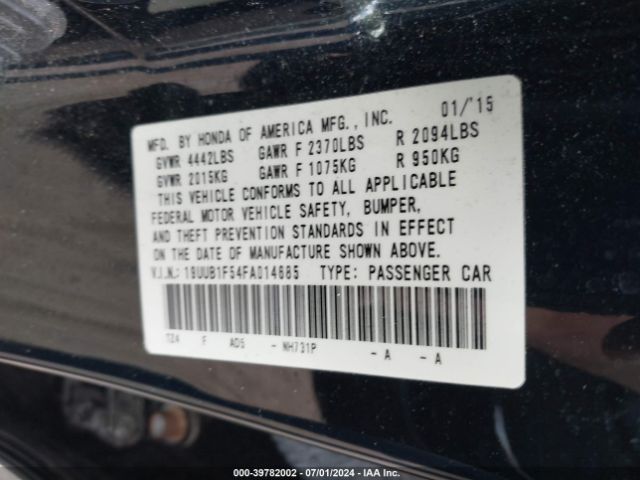 MFD. BY HONDA OF AMERICA MFG., INC. 01/'15
GVWR 4442LBS GAWR F 2370LBS R 2094LBS
GVWR 2015KG GAWR F 1075KG R 950KG
THIS VEHICLE CONFORMS TO ALL APPLICABLE
FEDERAL MOTOR VEHICLE SAFETY, BUMPER,
AND THEFT PREVENTION STANDARDS IN EFFECT
ON THE DATE OF MANUFACTURE SHOWN ABOVE.
V.I.N.: 19UUB1F54FA014685 TYPE: PASSENGER CAR
TZ4 F AD5 - NH731P - A - A
000-39782002 - 07/01/2024 - IAA Inc.